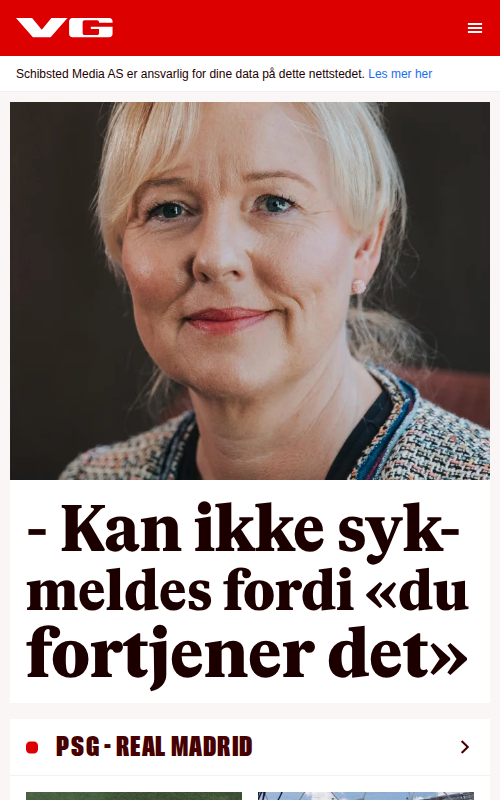 VG
Schibsted Media AS er ansvarlig for dine data på dette nettstedet. Les mer her
- Kan ikke syk-
meldes fordi «du
fortjener det»
PSG - REAL MADRID